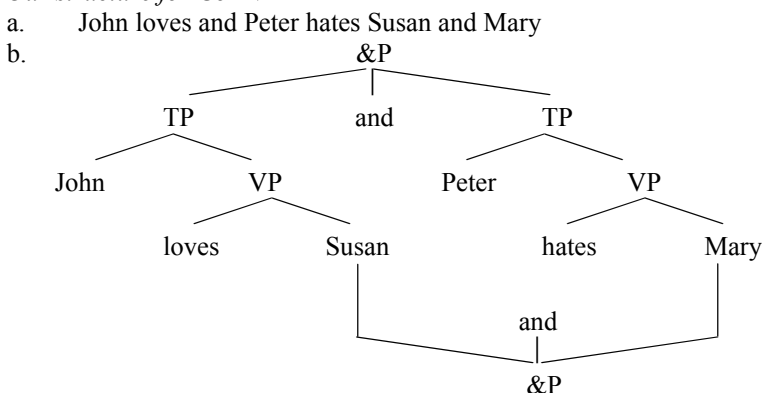 a. John loves and Peter hates Susan and Mary
b. &P
TP and TP
John VP Peter VP
loves Susan hates Mary
and
&P